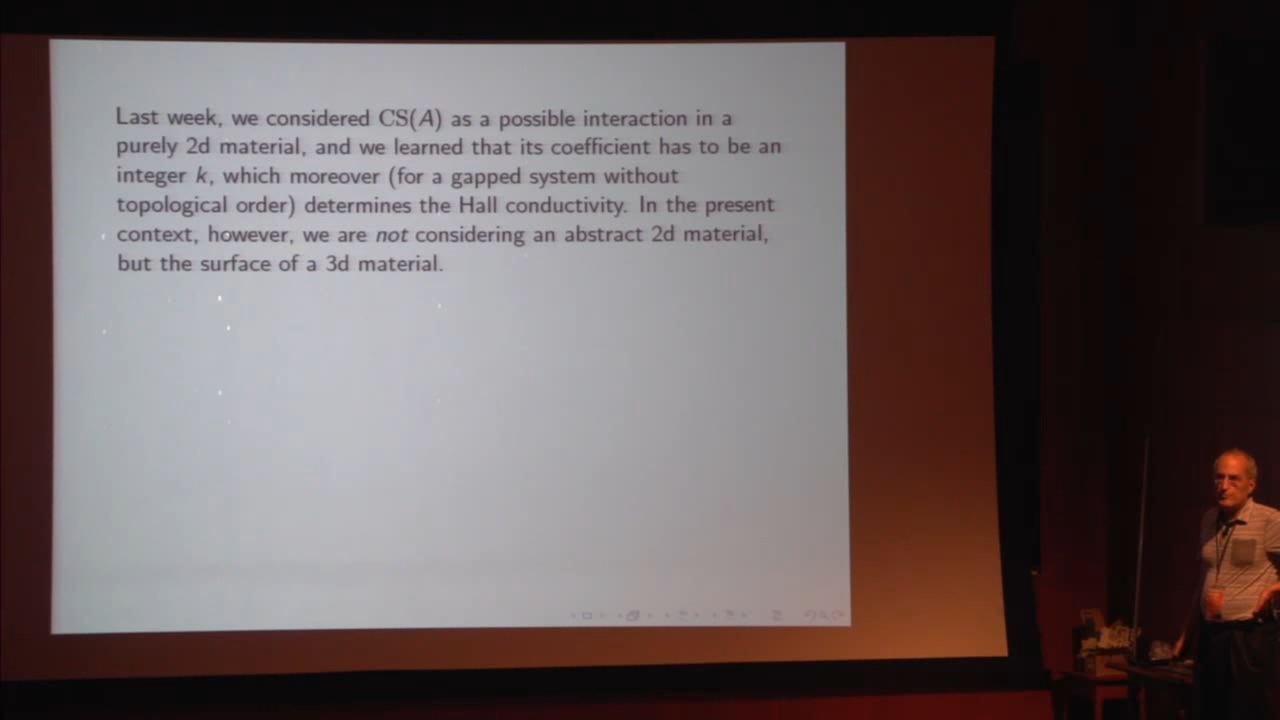 Last week, we considered CS(A) as a possible interaction in a
purely 2d material, and we learned that its coefficient has to be an
integer k, which moreover (for a gapped system without
topological order) determines the Hall conductivity. In the present
context, however, we are not considering an abstract 2d material,
but the surface of a 3d material.